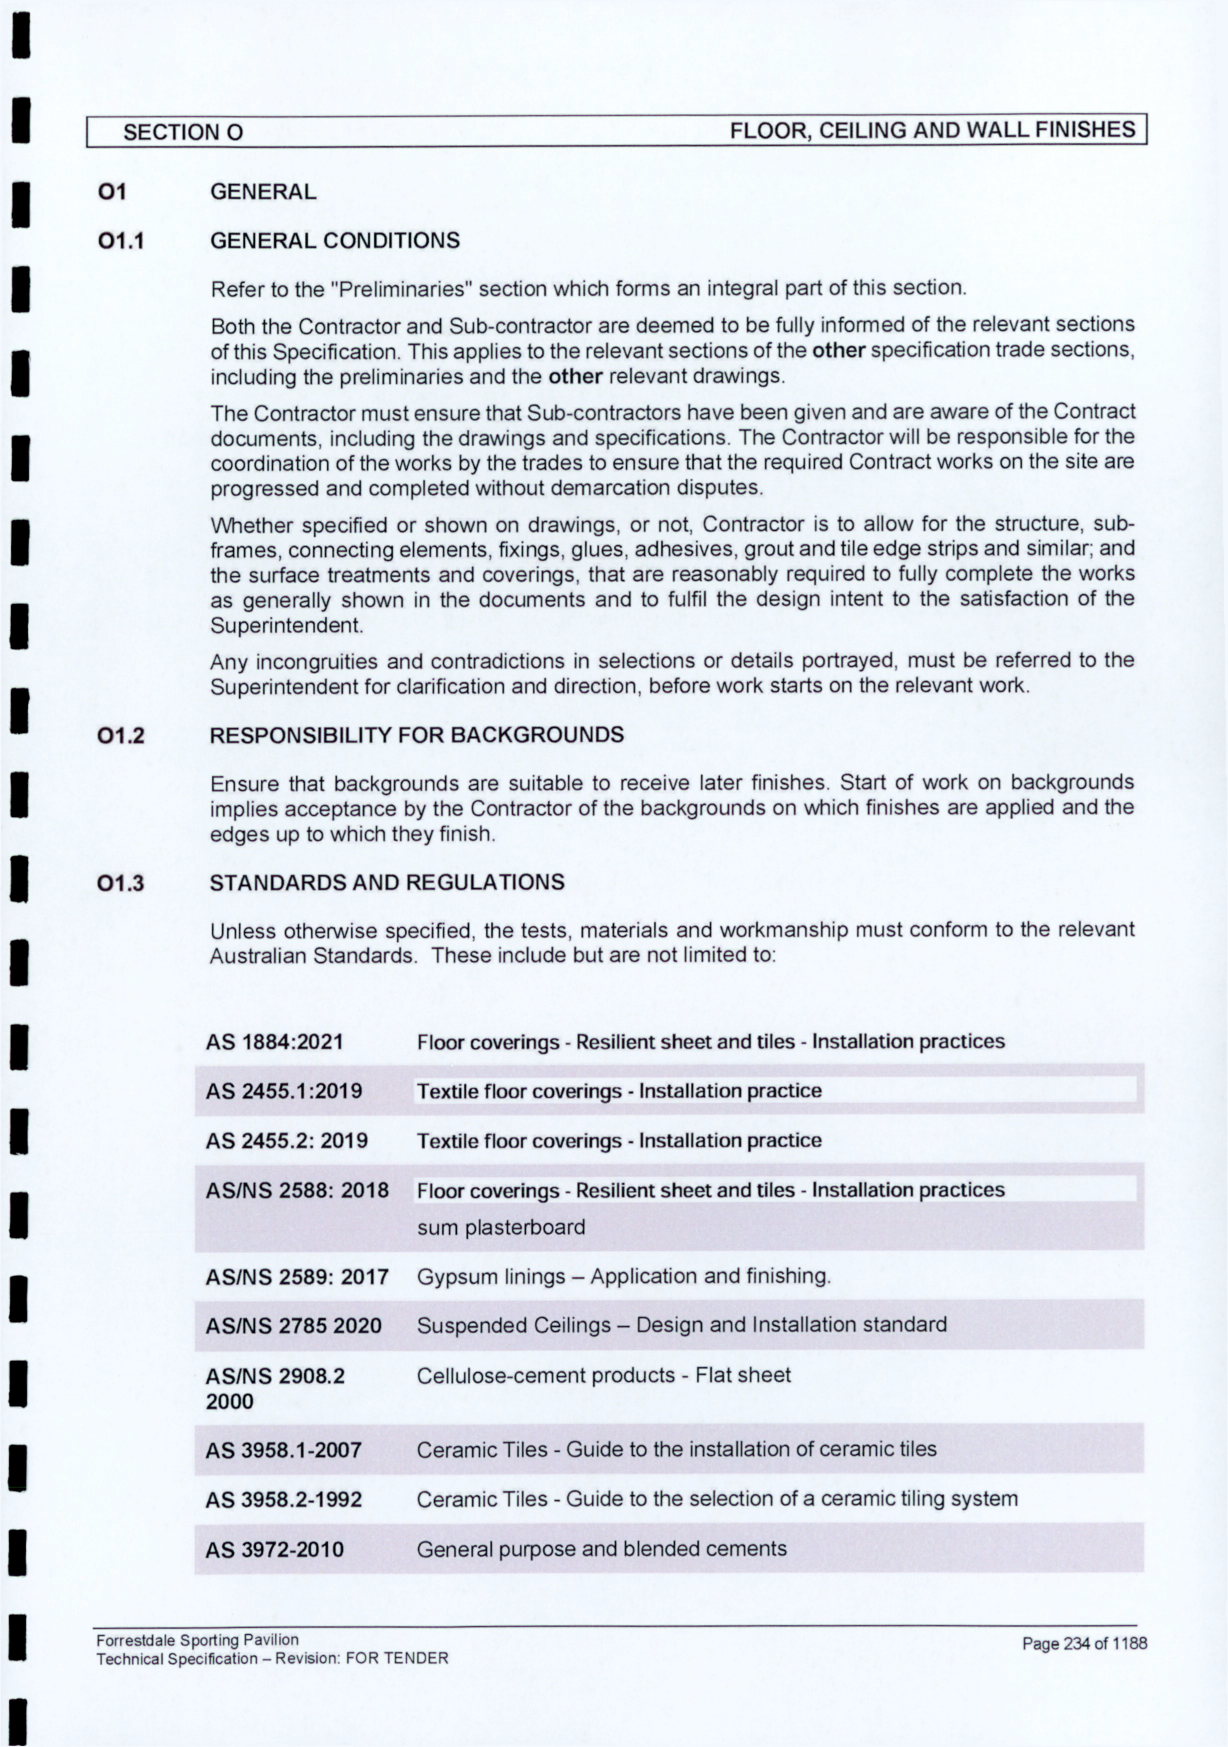 SECTION O FLOOR, CEILING AND WALL FINISHES
O1 GENERAL
O1.1 GENERAL CONDITIONS
Refer to the "Preliminaries" section which forms an integral part of this section.
Both the Contractor and Sub-contractor are deemed to be fully informed of the relevant sections
of this Specification. This applies to the relevant sections of the other specification trade sections,
including the preliminaries and the other relevant drawings.
The Contractor must ensure that Sub-contractors have been given and are aware of the Contract
documents, including the drawings and specifications. The Contractor will be responsible for the
coordination of the works by the trades to ensure that the required Contract works on the site are
progressed and completed without demarcation disputes.
Whether specified or shown on drawings, or not, Contractor is to allow for the structure, sub-
frames, connecting elements, fixings, glues, adhesives, grout and tile edge strips and similar; and
the surface treatments and coverings, that are reasonably required to fully complete the works
as generally shown in the documents and to fulfil the design intent to the satisfaction of the
Superintendent.
Any incongruities and contradictions in selections or details portrayed, must be referred to the
Superintendent for clarification and direction, before work starts on the relevant work.
O1.2 RESPONSIBILITY FOR BACKGROUNDS
Ensure that backgrounds are suitable to receive later finishes. Start of work on backgrounds
implies acceptance by the Contractor of the backgrounds on which finishes are applied and the
edges up to which they finish.
O1.3 STANDARDS AND REGULATIONS
Unless otherwise specified, the tests, materials and workmanship must conform to the relevant
Australian Standards. These include but are not limited to:
AS 1884:2021 Floor coverings - Resilient sheet and tiles - Installation practices
AS 2455.1:2019 Textile floor coverings - Installation practice
AS 2455.2: 2019 Textile floor coverings - Installation practice
AS/NS 2588: 2018 Floor coverings - Resilient sheet and tiles - Installation practices
sum plasterboard
AS/NS 2589: 2017 Gypsum linings – Application and finishing.
AS/NS 2785 2020 Suspended Ceilings – Design and Installation standard
AS/NS 2908.2 Cellulose-cement products - Flat sheet
2000
AS 3958.1-2007 Ceramic Tiles - Guide to the installation of ceramic tiles
AS 3958.2-1992 Ceramic Tiles - Guide to the selection of a ceramic tiling system
AS 3972-2010 General purpose and blended cements
Forrestdale Sporting Pavilion Page 234 of 1188
Technical Specification – Revision: FOR TENDER